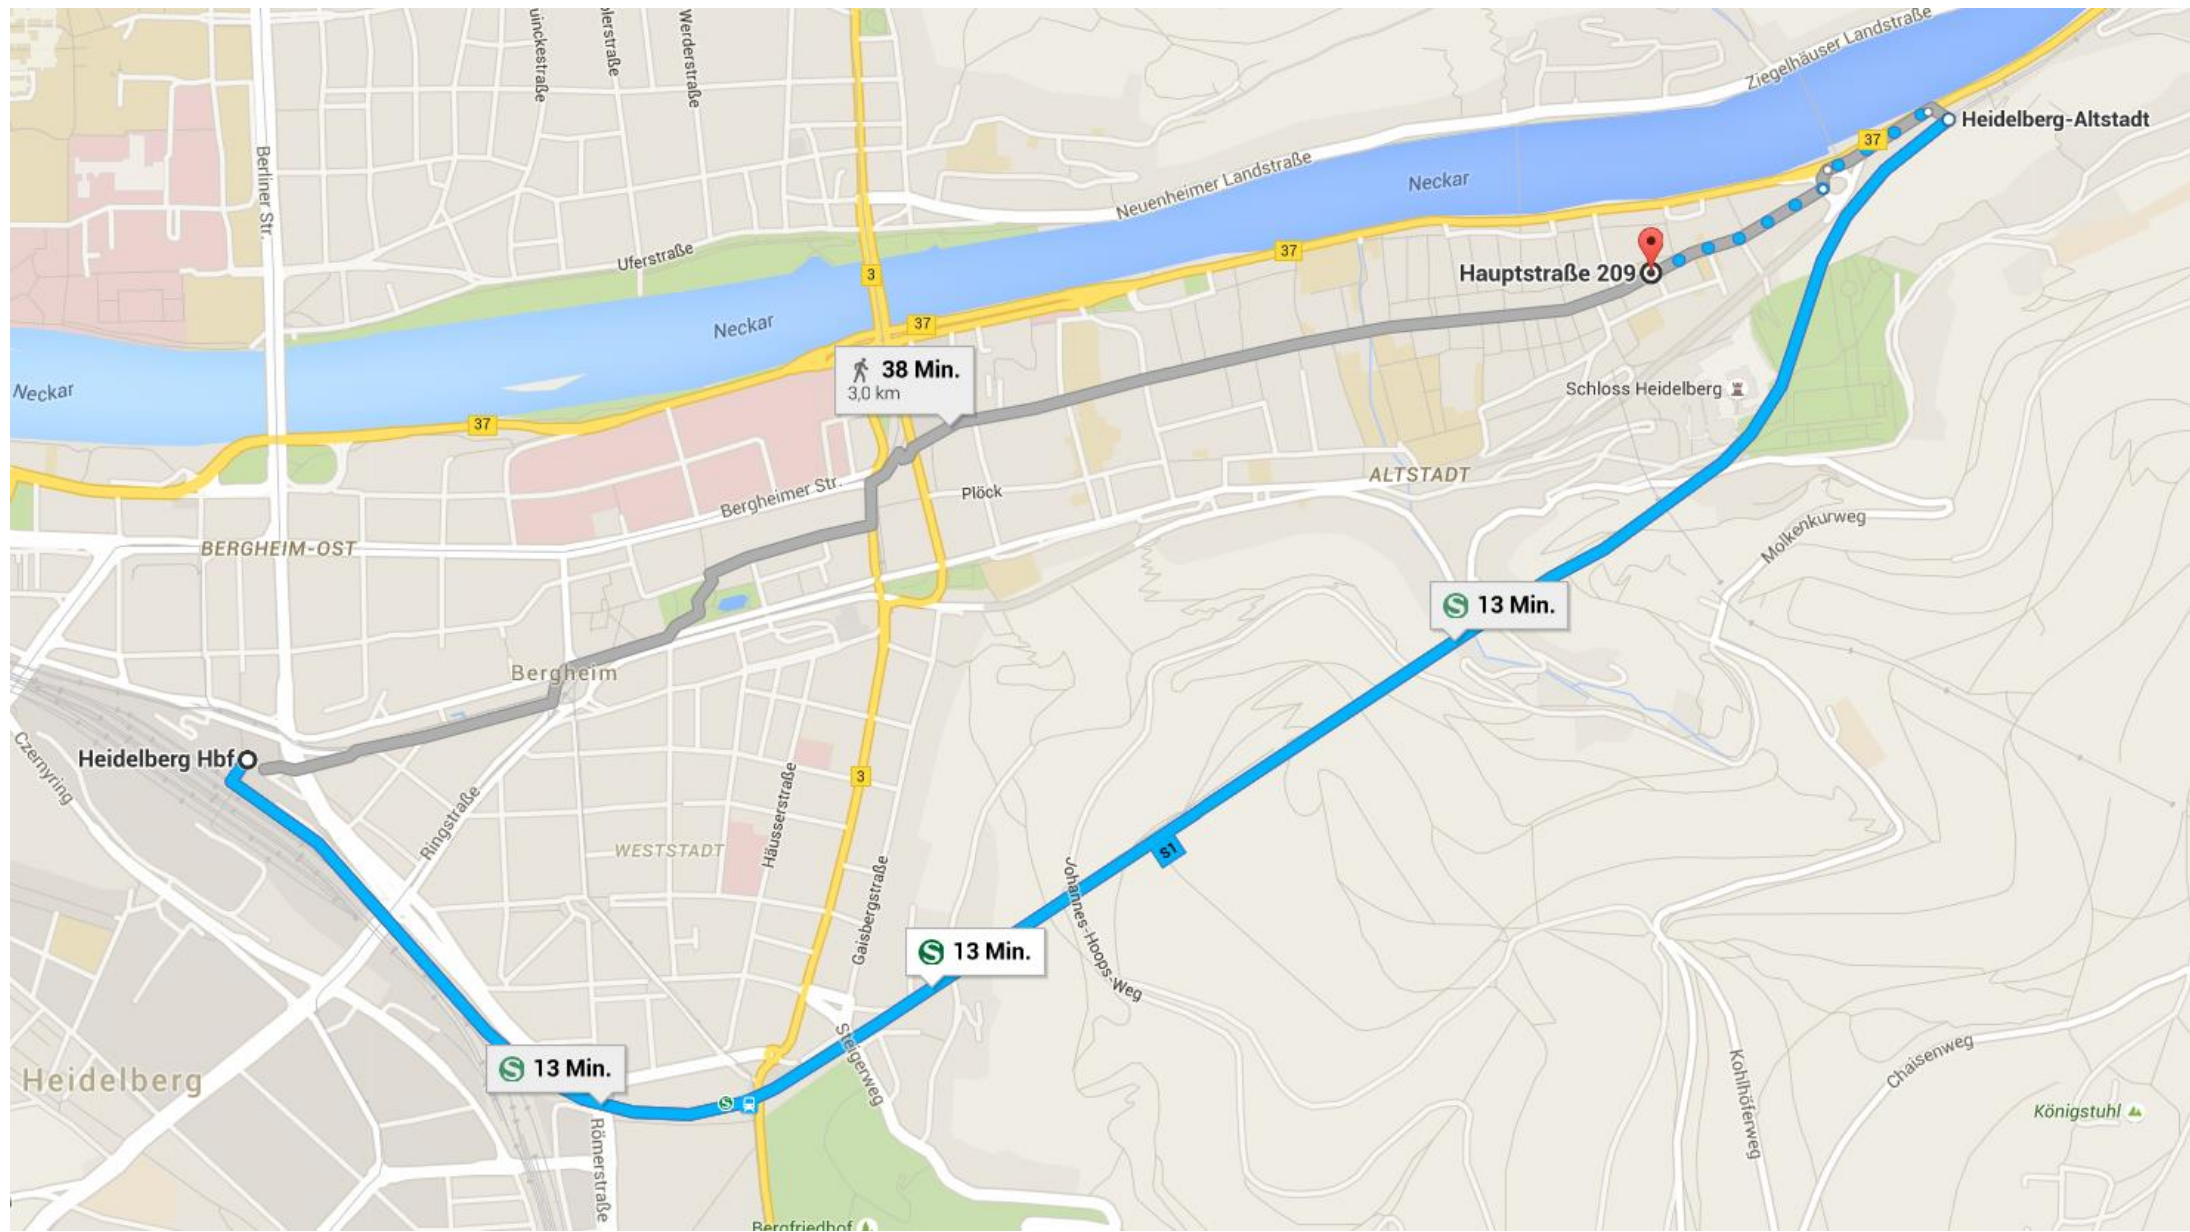 uinckestraße
olerstraße
Werderstraße
Ziegelhäuser Landstraße
Heidelberg-Altstadt
37
Berliner Str.
Neuenheimer Landstraße
Neckar
Uferstraße
3
37
Hauptstraße 209
Neckar
37
38 Min.
3,0 km
Neckar
Schloss Heidelberg
37
ALTSTADT
Bergheimer Str.
Plöck
Molkenkurweg
BERGHEIM-OST
S 13 Min.
Bergheim
Heidelberg Hbf
Czernyring
3
Ringstraße
Häusserstraße
WESTSTADT
S1
Johannes-Hoops-Weg
Gaisbergstraße
S 13 Min.
Steigerweg
S 13 Min.
Heidelberg
Kohlhöferweg
Chaisenweg
S
Königstuhl
Römerstraße
Bergfriedhof